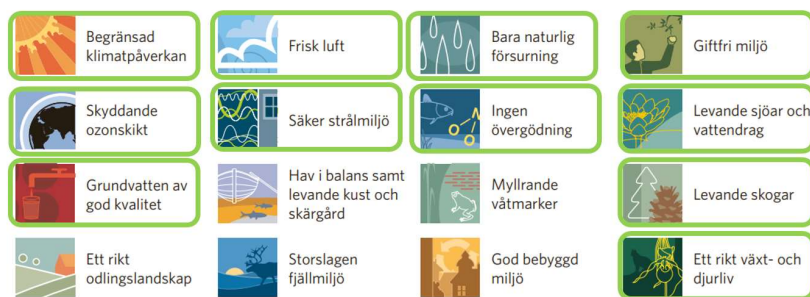 Begränsad
klimatpåverkan
Frisk luft
Bara naturlig
försurning
Giftfri miljö
Skyddande
ozonskikt
Säker strålmiljö
Ingen
övergödning
Levande sjöar och
vattendrag
Grundvatten av
god kvalitet
Hav i balans samt
levande kust och
skärgård
Myllrande
våtmarker
Levande skogar
Ett rikt
odlingslandskap
Storslagen
fjällmiljö
God bebyggd
miljö
Ett rikt växt- och
djurliv